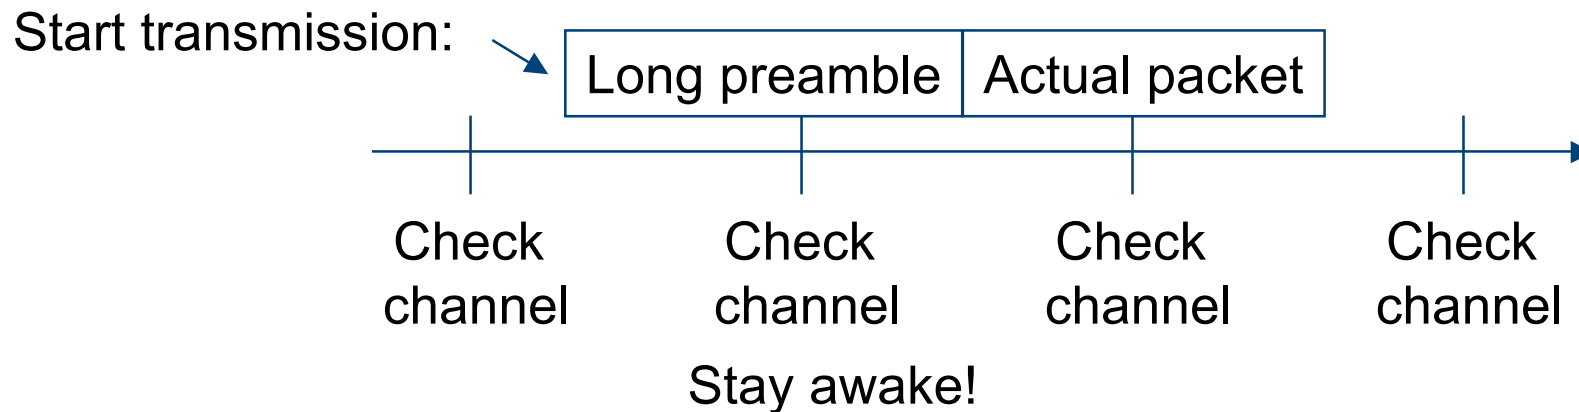 Start transmission:
Long preamble Actual packet
Check Check Check Check
channel channel channel channel
Stay awake!